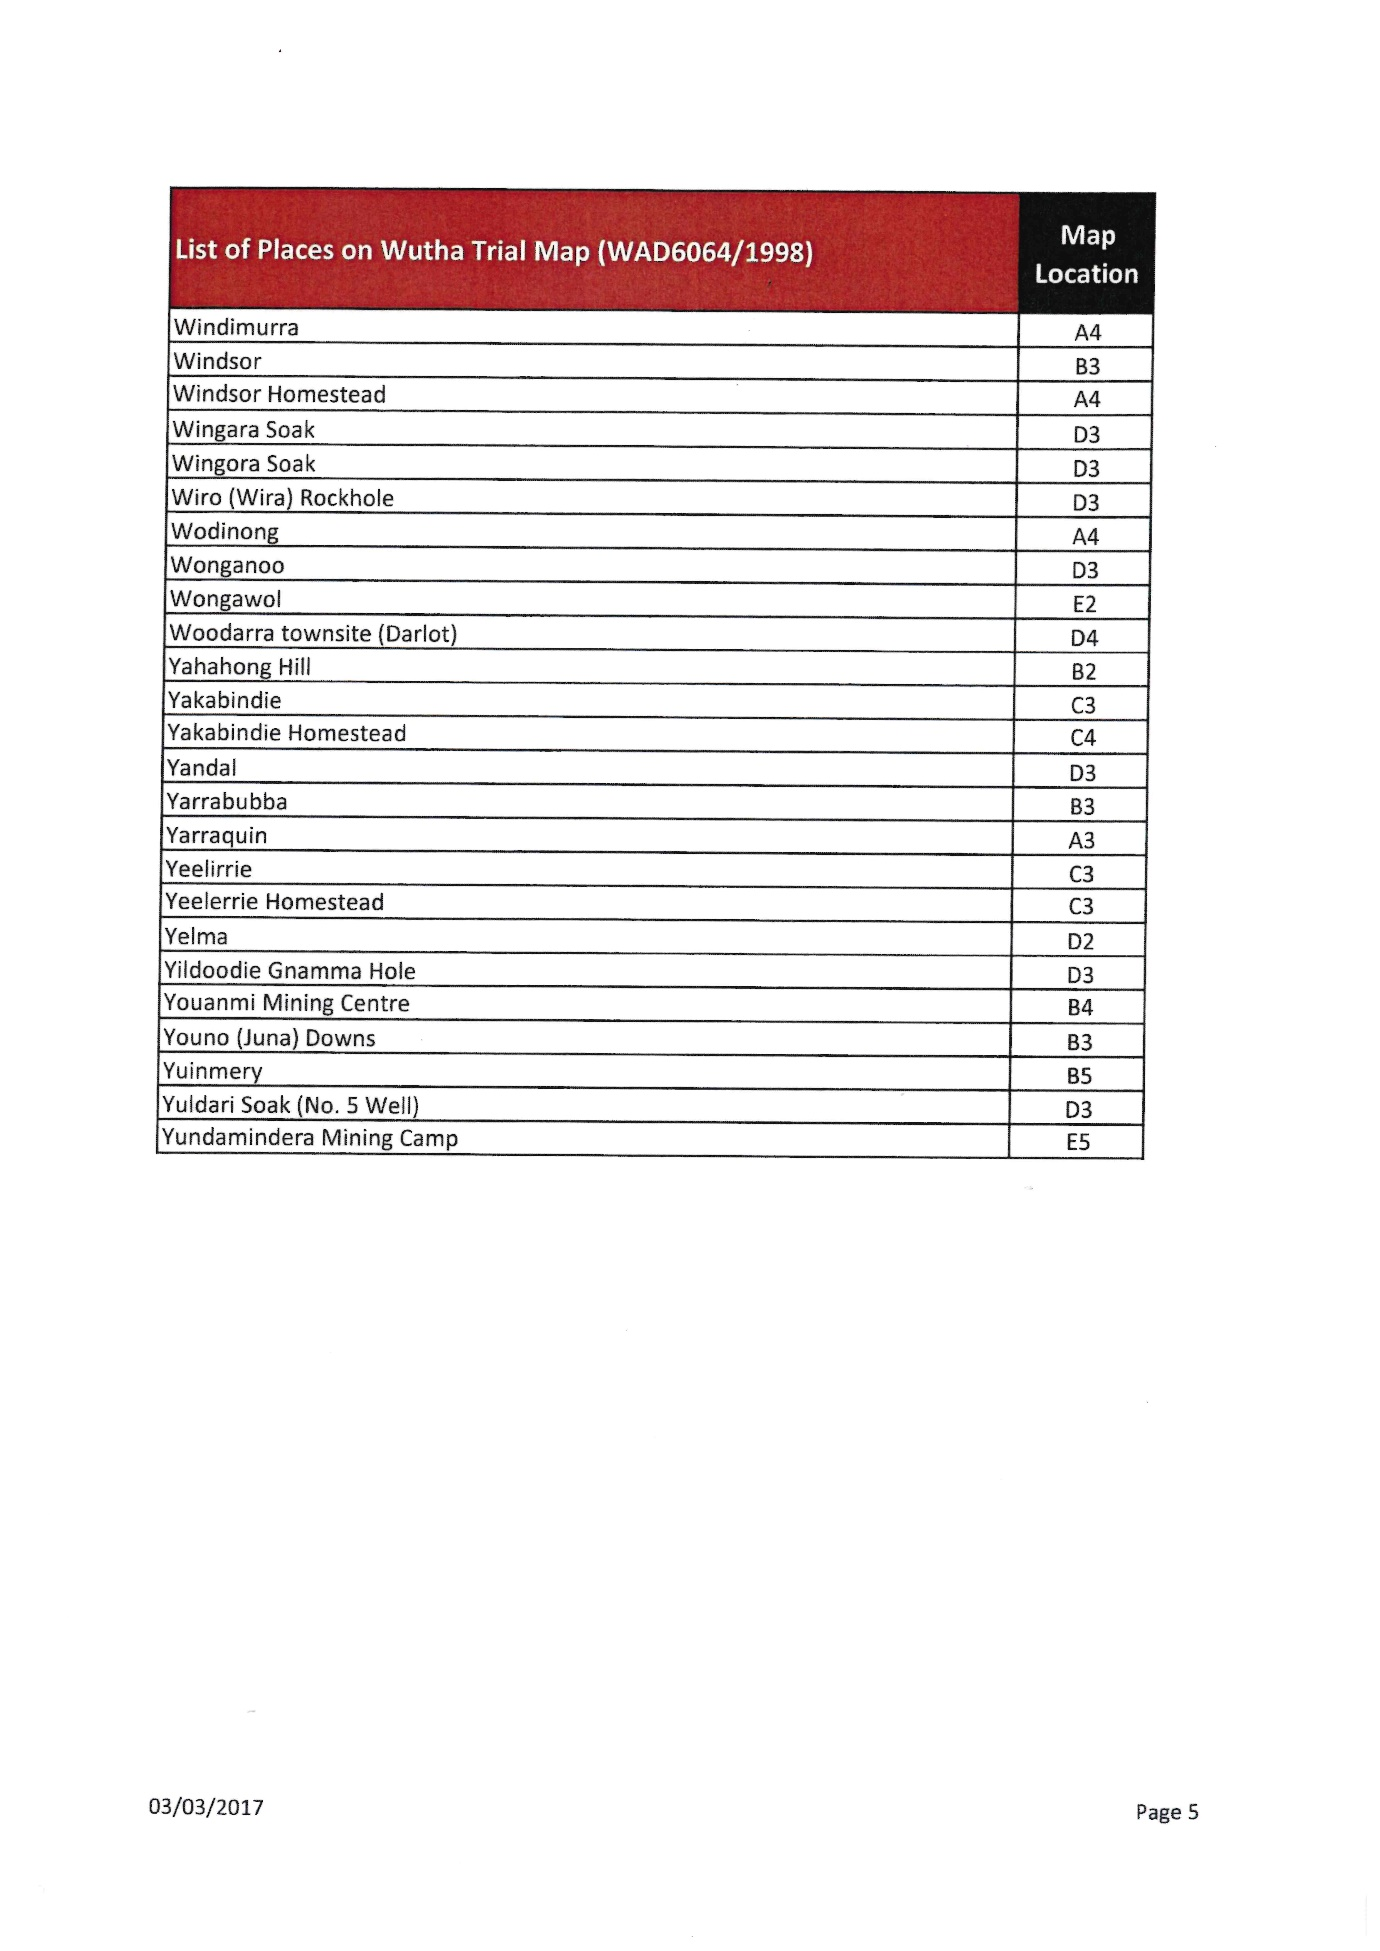 List of Places on Wutha Trial Map (WAD6064/1998)
Map
Location
Windimurra A4
Windsor B3
Windsor Homestead A4
Wingara Soak D3
Wingora Soak D3
Wiro (Wira) Rockhole D3
Wodinong A4
Wonganoo D3
Wongawol E2
Woodarra townsite (Darlot) D4
Yahahong Hill B2
Yakabindie C3
Yakabindie Homestead C4
Yandal D3
Yarrabubba B3
Yarraquin A3
Yeelirrie C3
Yeelerrie Homestead C3
Yelma D2
Yildoodie Gnamma Hole D3
Youanmi Mining Centre B4
Youno (Juna) Downs B3
Yuinmery B5
Yuldari Soak (No. 5 Well) D3
Yundamindera Mining Camp E5
03/03/2017 Page 5